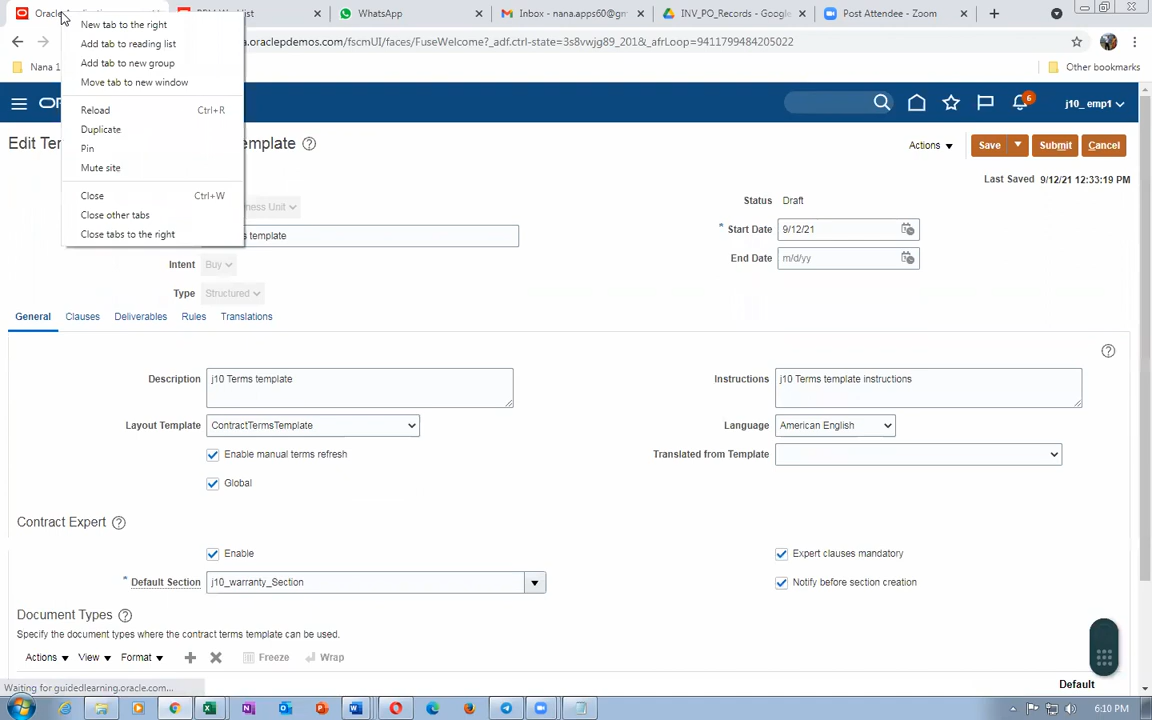 Oracle
WhatsApp
Inbox - nana.apps60@gm
INV_PO_Records - Google
Post Attendee - Zoom
New tab to the right
Add tab to reading list
Add tab to new group
Move tab to new window
Reload Ctrl+R
Duplicate
Pin
Mute site
Close Ctrl+W
Close other tabs
Close tabs to the right
.oraclepdemos.com/fscmUI/faces/FuseWelcome?_adf.ctrl-state=3s8vwjg89_201&_afrLoop=9411799484205022
Nana 1
Other bookmarks
6
j10_ emp1
Edit Ter
emplate
Actions
Save
Submit
Cancel
Last Saved 9/12/21 12:33:19 PM
ness Unit
Status Draft
s template
* Start Date 9/12/21
Intent Buy
End Date m/d/yy
Type Structured
General Clauses Deliverables Rules Translations
Description j10 Terms template
Instructions j10 Terms template instructions
Layout Template ContractTermsTemplate
Language American English
Enable manual terms refresh
Translated from Template
Global
Contract Expert
Enable
Expert clauses mandatory
* Default Section j10_warranty_Section
Notify before section creation
Document Types
Specify the document types where the contract terms template can be used.
Actions View Format Freeze Wrap
Default
Waiting for guidedlearning.oracle.com...
6:10 PM